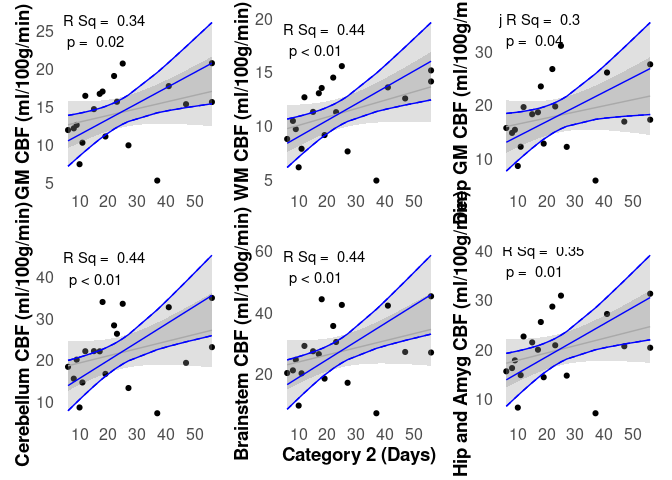 GM CBF (ml/100g/min)
R Sq = 0.34
p = 0.02
25
20
15
10
5
10 20 30 40 50
WM CBF (ml/100g/min)
R Sq = 0.44
p < 0.01
20
15
10
5
10 20 30 40 50
Deep GM CBF (ml/100g/m
j R Sq = 0.3
p = 0.04
30
20
10
10 20 30 40 50
Cerebellum CBF (ml/100g/min)
R Sq = 0.44
p < 0.01
40
30
20
10
10 20 30 40 50
Brainstem CBF (ml/100g/min)
R Sq = 0.44
p < 0.01
60
40
20
10 20 30 40 50
Category 2 (Days)
Hip and Amyg CBF (ml/100g/min)
R Sq = 0.35
p = 0.01
40
30
20
10
10 20 30 40 50